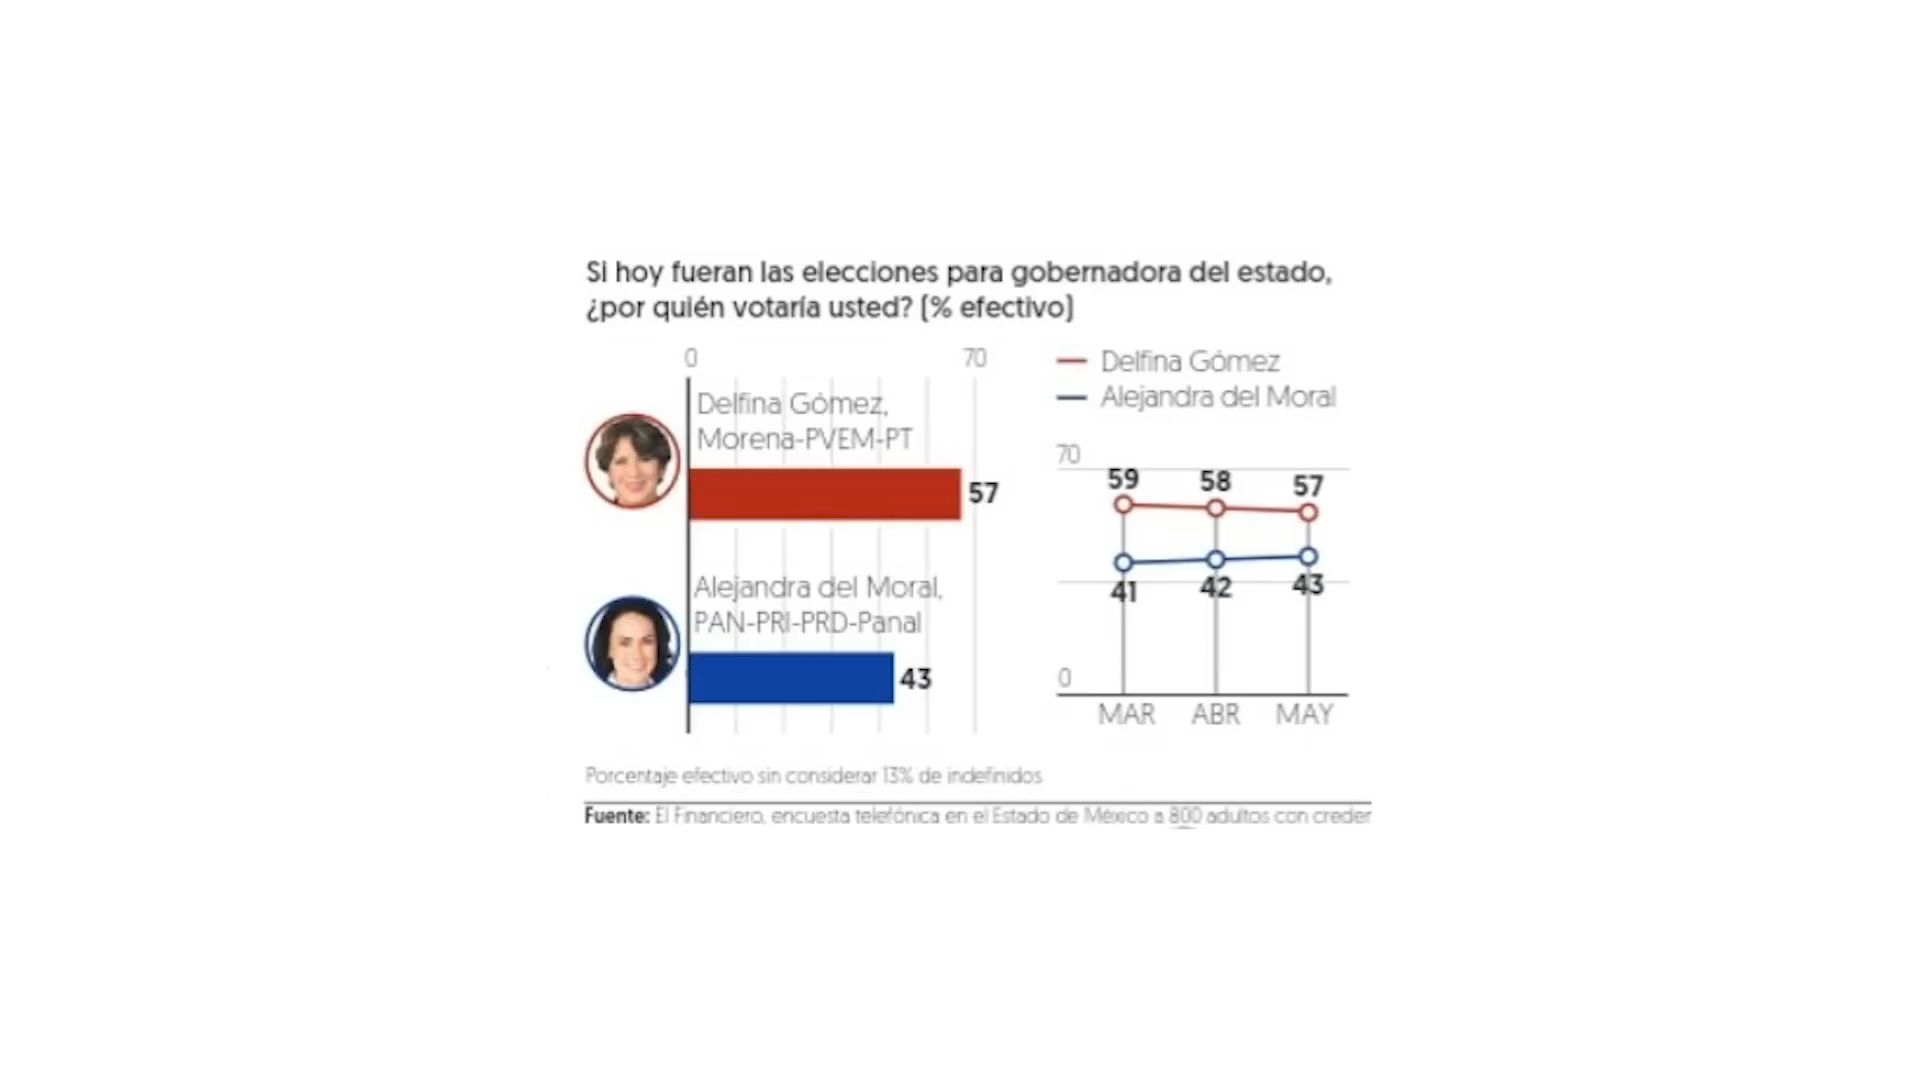 Si hoy fueran las elecciones para gobernadora del estado,
¿por quién votaría usted? (% efectivo)
0 70
Delfina Gómez,
Morena-PVEM-PT
57
Alejandra del Moral,
PAN-PRI-PRD-Panal
43
Delfina Gómez
Alejandra del Moral
70
59 58 57
41 42 43
0
MAR ABR MAY
Porcentaje efectivo sin considerar 13% de indefinidos
Fuente: El Financiero, encuesta telefónica en el Estado de México a 800 adultos con creder